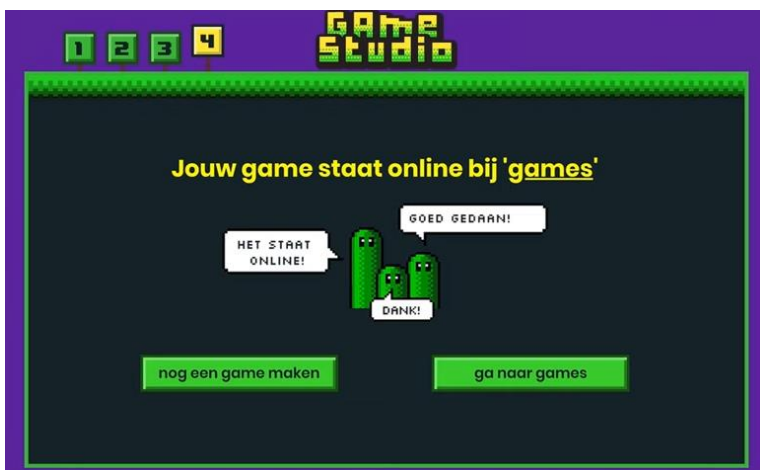 1 2 3 4
GAME
STUDIO
Jouw game staat online bij 'games'
GOED GEDAAN!
HET STAAT
ONLINE!
DANK!
nog een game maken
ga naar games